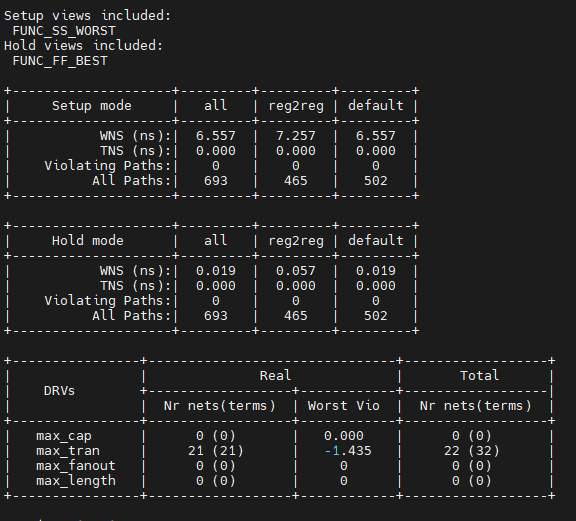 Setup views included:
 FUNC_SS_WORST
Hold views included:
 FUNC_FF_BEST

+--------------------+---------+---------+---------+
|     Setup mode     |   all   | reg2reg | default |
+--------------------+---------+---------+---------+
|           WNS (ns):|  6.557  |  7.257  |  6.557  |
|           TNS (ns):|  0.000  |  0.000  |  0.000  |
|    Violating Paths:|    0    |    0    |    0    |
|          All Paths:|   693   |   465   |   502   |
+--------------------+---------+---------+---------+

+--------------------+---------+---------+---------+
|     Hold mode      |   all   | reg2reg | default |
+--------------------+---------+---------+---------+
|           WNS (ns):|  0.019  |  0.057  |  0.019  |
|           TNS (ns):|  0.000  |  0.000  |  0.000  |
|    Violating Paths:|    0    |    0    |    0    |
|          All Paths:|   693   |   465   |   502   |
+--------------------+---------+---------+---------+

+----------------+-------------------------------+------------------+
|                |              Real             |       Total      |
|    DRVs        +------------------+------------+------------------|
|                |  Nr nets(terms)  | Worst Vio  |  Nr nets(terms)  |
+----------------+------------------+------------+------------------+
|   max_cap      |      0 (0)       |   0.000    |      0 (0)       |
|   max_tran     |     21 (21)      |   -1.435   |     22 (32)      |
|   max_fanout   |      0 (0)       |     0      |      0 (0)       |
|   max_length   |      0 (0)       |     0      |      0 (0)       |
+----------------+------------------+------------+------------------+